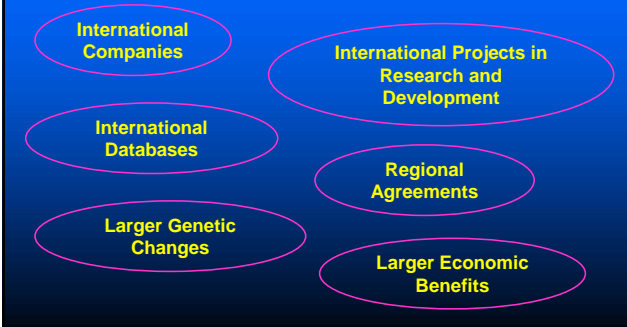 International
Companies
International Projects in
Research and
Development
International
Databases
Regional
Agreements
Larger Genetic
Changes
Larger Economic
Benefits